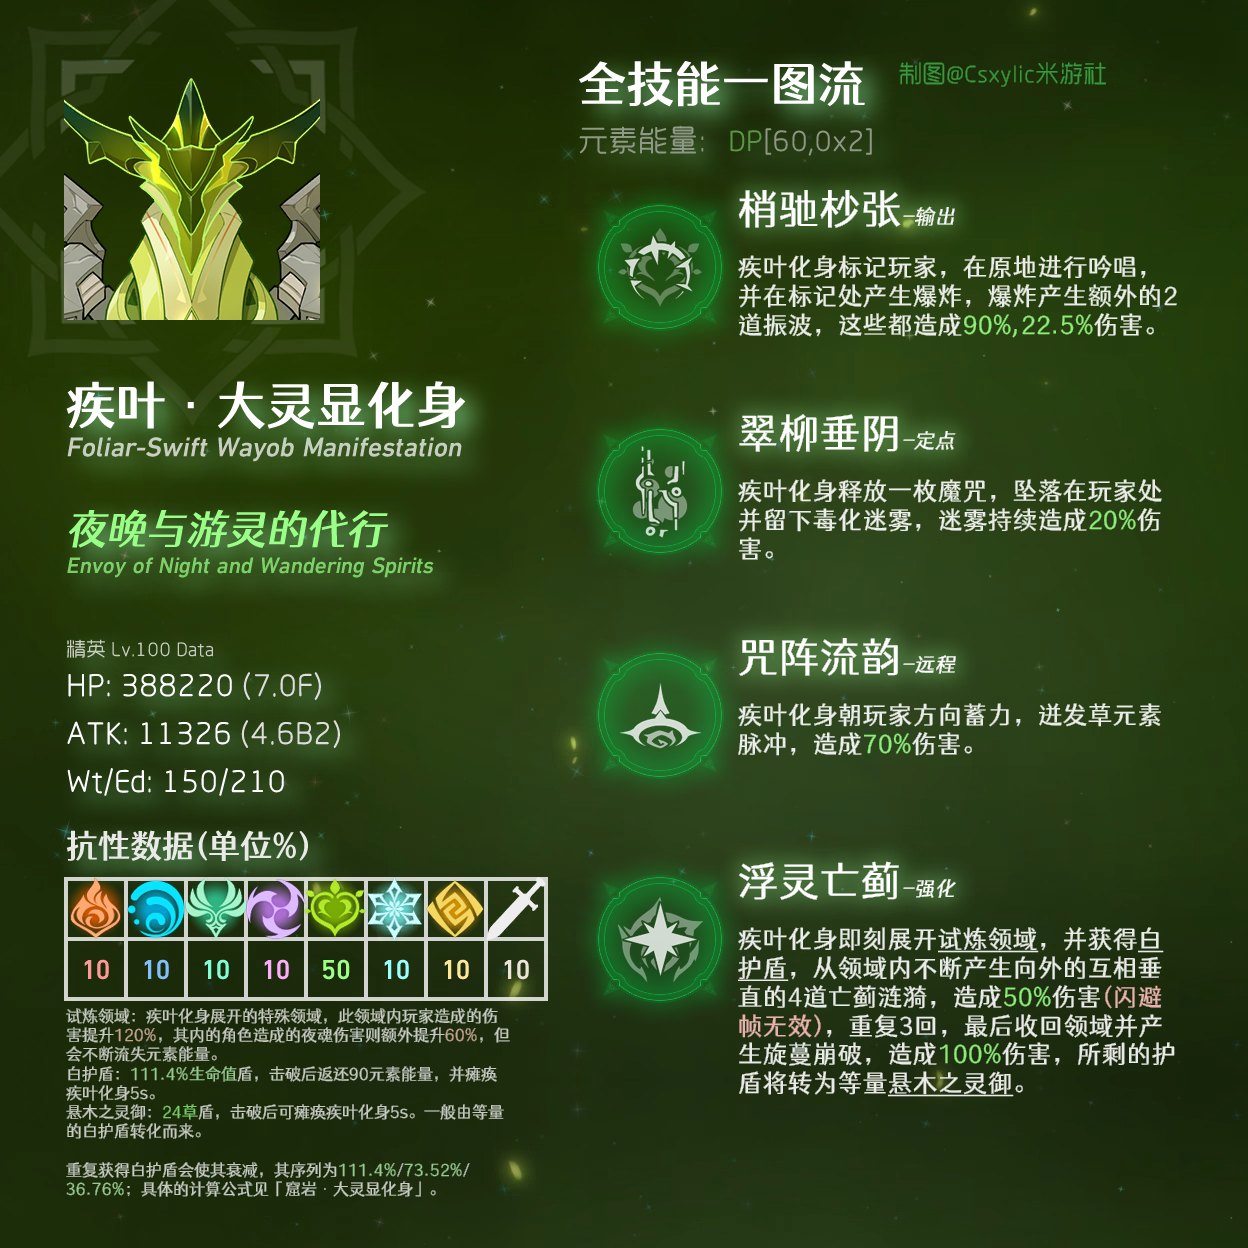 全技能一图流
制图@Csxylic米游社
元素能量: DP[60,0x2]
梢驰杪张-输出
疾叶化身标记玩家，在原地进行吟唱，
并在标记处产生爆炸，爆炸产生额外的2
道振波，这些都造成90%,22.5%伤害。
翠柳垂阴-定点
疾叶化身释放一枚魔咒，坠落在玩家处
并留下毒化迷雾，迷雾持续造成20%伤
害。
咒阵流韵-远程
疾叶化身朝玩家方向蓄力，迸发草元素
脉冲，造成70%伤害。
浮灵亡蓟-强化
疾叶化身即刻展开试炼领域，并获得白
护盾，从领域内不断产生向外的互相垂
直的4道亡蓟涟漪，造成50%伤害(闪避
帧无效)，重复3回，最后收回领域并产
生旋蔓崩破，造成100%伤害，所剩的护
盾将转为等量悬木之灵御。
疾叶·大灵显化身
Foliar-Swift Wayob Manifestation
夜晚与游灵的代行
Envoy of Night and Wandering Spirits
精英 Lv.100 Data
HP: 388220 (7.0F)
ATK: 11326 (4.6B2)
Wt/Ed: 150/210
抗性数据(单位%)
10 10 10 10 50 10 10 10
试炼领域：疾叶化身展开的特殊领域，此领域内玩家造成的伤
害提升120%，其内的角色造成的夜魂伤害则额外提升60%，但
会不断流失元素能量。
白护盾：111.4%生命值盾，击破后返还90元素能量，并瘫痪
疾叶化身5s。
悬木之灵御：24草盾，击破后可瘫痪疾叶化身5s。一般由等量
的白护盾转化而来。
重复获得白护盾会使其衰减，其序列为111.4%/73.52%/
36.76%；具体的计算公式见「窟岩·大灵显化身」。